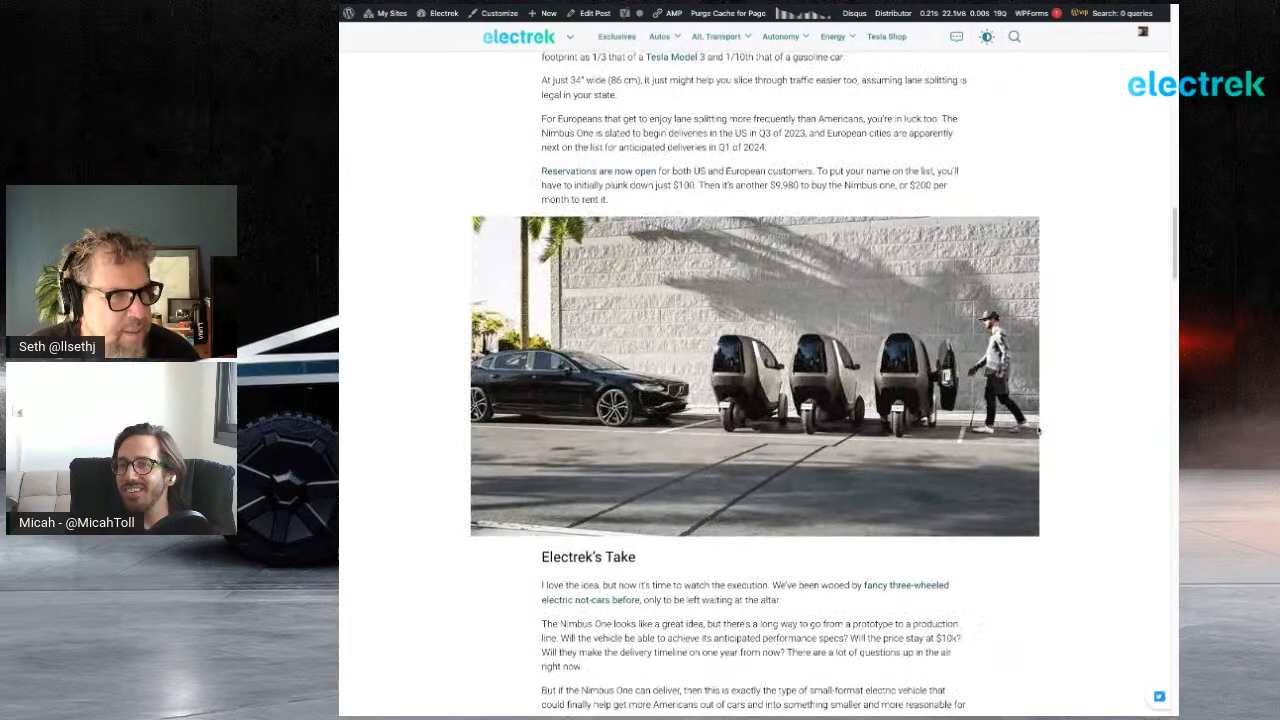 My Sites Electrek Customize New Edit Post AMP Purge Cache for Page Disqus Distributor 0.21s 22.1MB 0.00s 19Q WPForms Search: 0 queries
electrek Exclusives Autos Alt. Transport Autonomy Energy Tesla Shop
electrek
footprint as 1/3 that of a Tesla Model 3 and 1/10th that of a gasoline car.
At just 34" wide (86 cm), it just might help you slice through traffic easier too, assuming lane splitting is
legal in your state.
For Europeans that get to enjoy lane splitting more frequently than Americans, you're in luck too. The
Nimbus One is slated to begin deliveries in the US in Q3 of 2023, and European cities are apparently
next on the list for anticipated deliveries in Q1 of 2024.
Reservations are now open for both US and European customers. To put your name on the list, you'll
have to initially plunk down just $100. Then it's another $9,980 to buy the Nimbus one, or $200 per
month to rent it.
LUNA
Seth @llsethj
Micah - @MicahToll
Electrek's Take
I love the idea, but now it's time to watch the execution. We've been wooed by fancy three-wheeled
electric not-cars before, only to be left waiting at the altar.
The Nimbus One looks like a great idea, but there's a long way to go from a prototype to a production
line. Will the vehicle be able to achieve its anticipated performance specs? Will the price stay at $10k?
Will they make the delivery timeline on one year from now? There are a lot of questions up in the air
right now.
But if the Nimbus One can deliver, then this is exactly the type of small-format electric vehicle that
could finally help get more Americans out of cars and into something smaller and more reasonable for